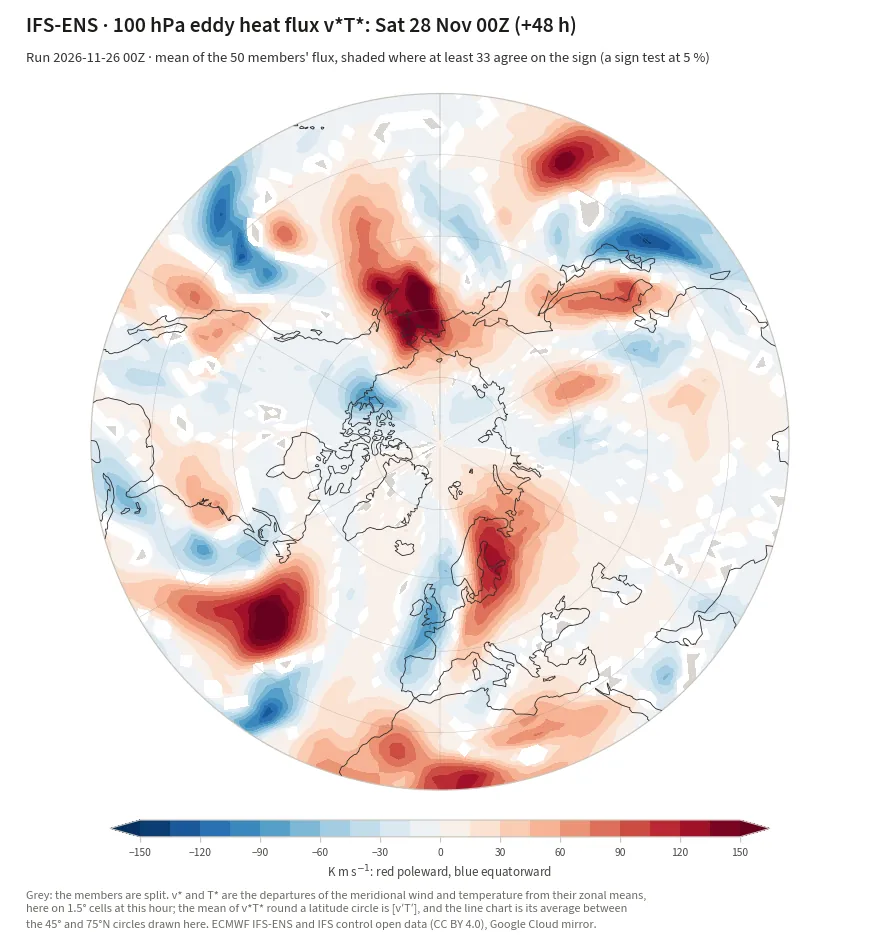 IFS-ENS · 100 hPa eddy heat flux v*T*: Sat 28 Nov 00Z (+48 h)
Run 2026-11-26 00Z · mean of the 50 members' flux, shaded where at least 33 agree on the sign (a sign test at 5 %)
−150 −120 −90 −60 −30 0 30 60 90 120 150
K m s⁻¹: red poleward, blue equatorward
Grey: the members are split. v* and T* are the departures of the meridional wind and temperature from their zonal means,
here on 1.5° cells at this hour; the mean of v*T* round a latitude circle is [v'T'], and the line chart is its average between
the 45° and 75°N circles drawn here. ECMWF IFS-ENS and IFS control open data (CC BY 4.0), Google Cloud mirror.